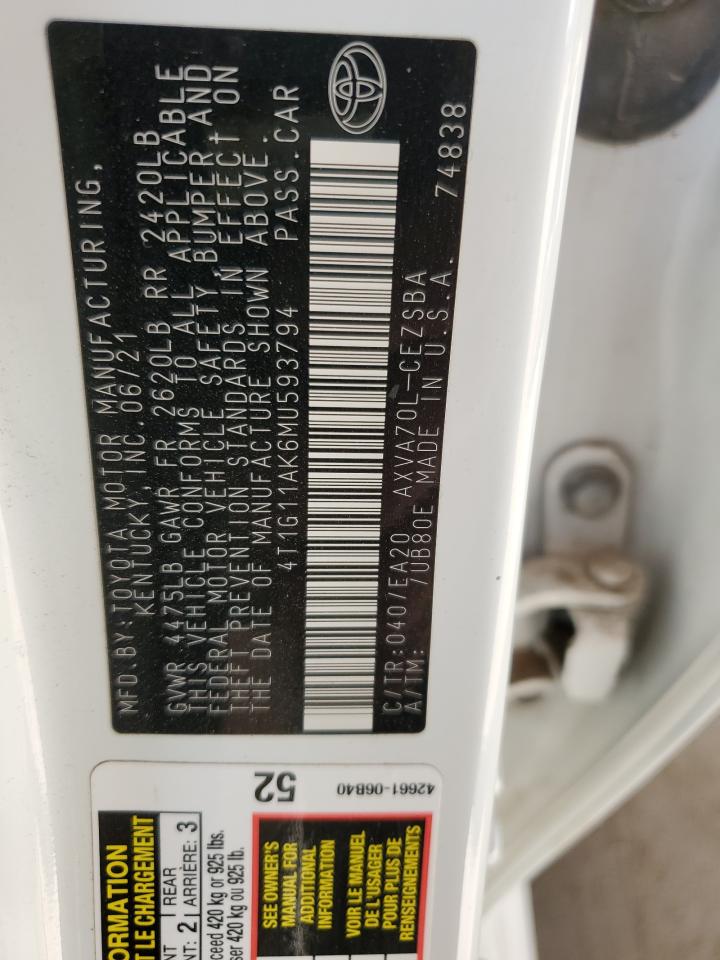 MFD.BY:TOYOTA MOTOR MANUFACTURING,
KENTUCKY, INC.06/21
GVWR 4475LB GAWR FR 2620LB RR 2420LB
THIS VEHICLE CONFORMS TO ALL APPLICABLE
FEDERAL MOTOR VEHICLE SAFETY,BUMPER AND
THEFT PREVENTION STANDARDS IN EFFECT ON
THE DATE OF MANUFACTURE SHOWN ABOVE.
4T1G11AK6MU593794 PASS.CAR
C/TR:040/EA20 AXVA70L-CEZSBA
A/TM: /UB80E MADE IN U.S.A. 74838
ORMATION
T LE CHARGEMENT
NT 2 REAR 3
NT: ARRIÈRE:
ceed 420 kg or 925 lbs.
ser 420 kg ou 925 lb.
52
42661-06B40
SEE OWNER'S
MANUAL FOR
ADDITIONAL
INFORMATION
VOIR LE MANUEL
DE L'USAGER
POUR PLUS DE
RENSEIGNEMENTS